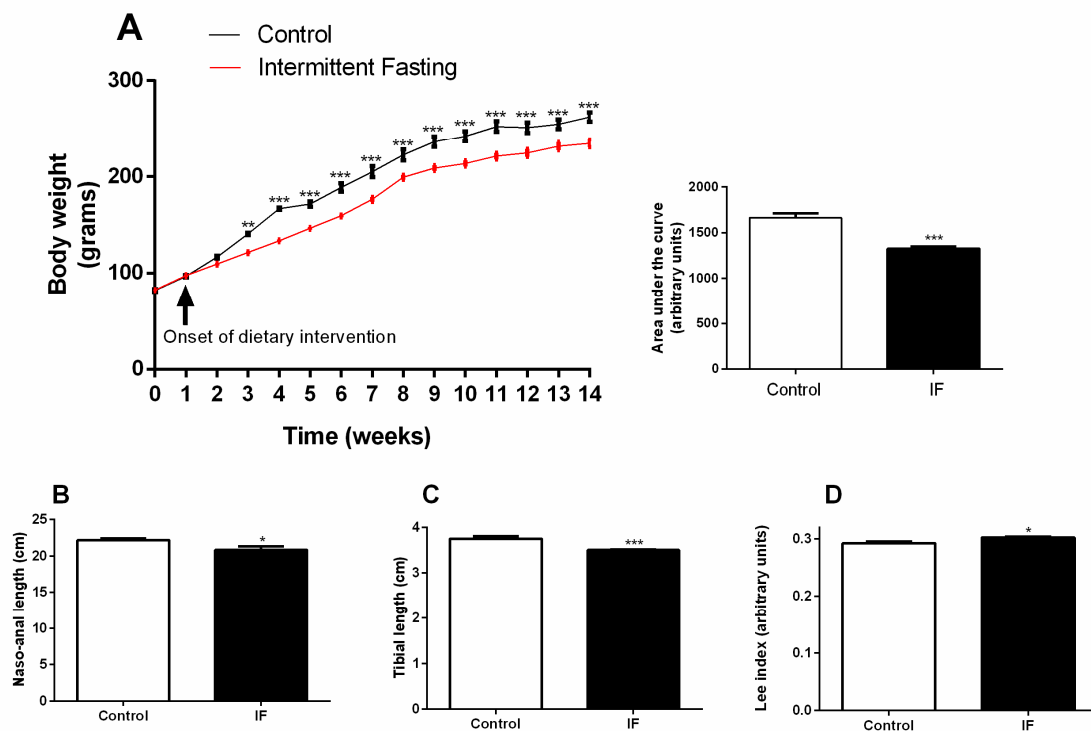 A
Control
Intermittent Fasting
300
200
100
0
Body weight
(grams)
** *** *** *** *** *** *** *** *** *** *** ***
Onset of dietary intervention
0 1 2 3 4 5 6 7 8 9 10 11 12 13 14
Time (weeks)
2000
1500
1000
500
0
Area under the curve
(arbitrary units)
***
Control IF
B
25
20
15
10
5
0
Naso-anal length (cm)
*
Control IF
C
4
3
2
1
0
Tibial length (cm)
***
Control IF
D
0.3
0.2
0.1
0.0
Lee index (arbitrary units)
*
Control IF